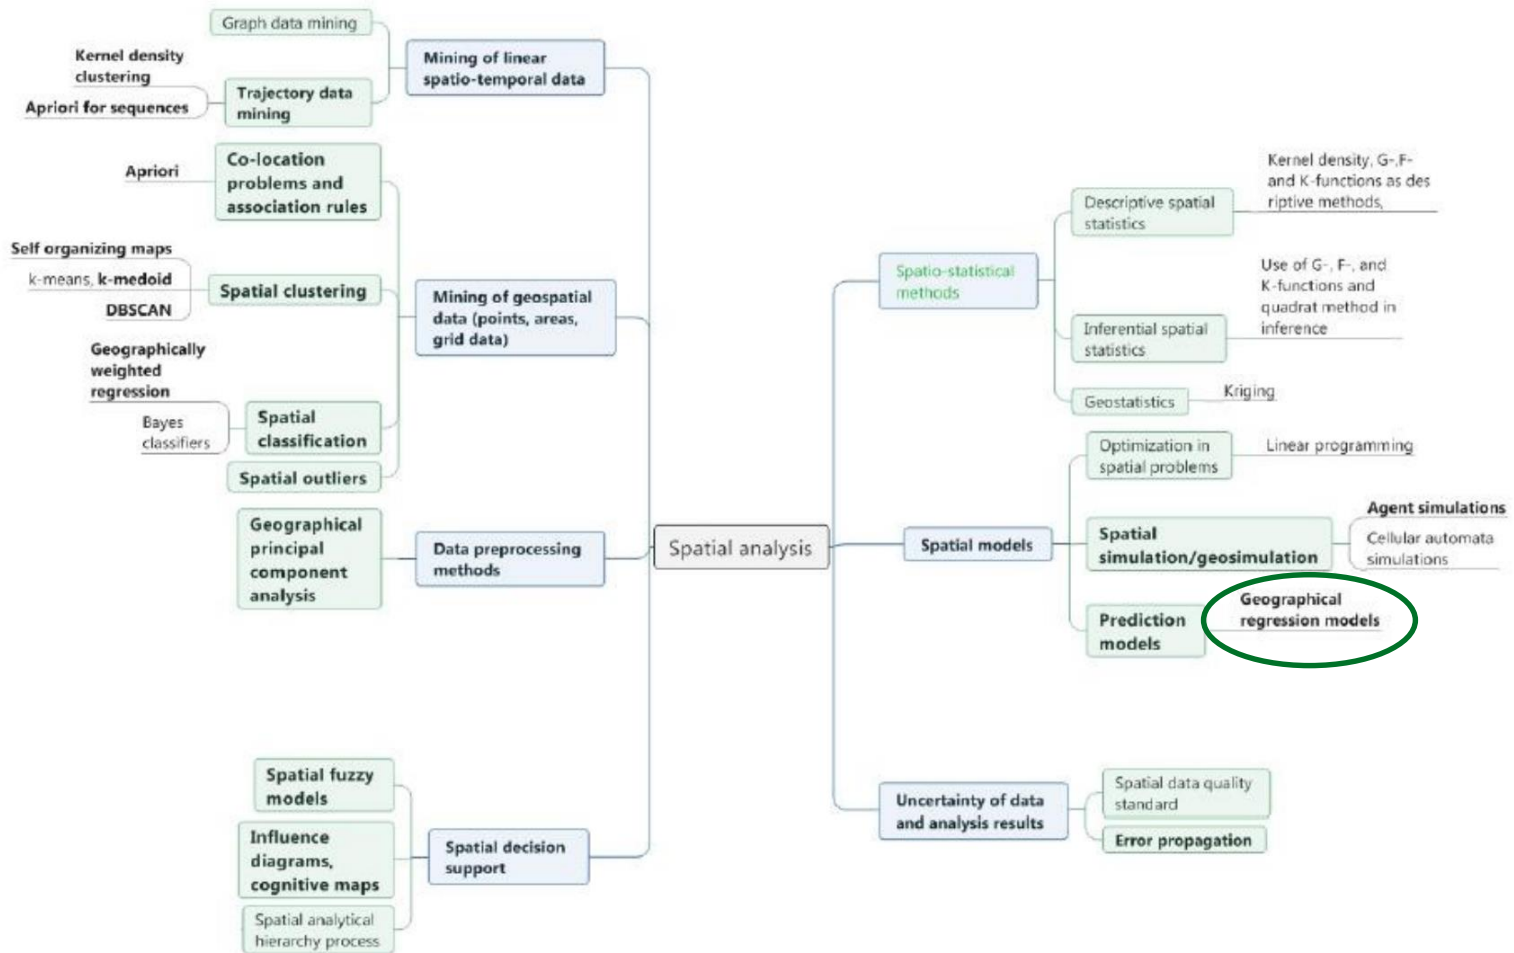 Graph data mining
Mining of linear
spatio-temporal data
Kernel density
clustering
Apriori for sequences
Trajectory data
mining
Apriori
Co-location
problems and
association rules
Self organizing maps
k-means, k-medoid
DBSCAN
Spatial clustering
Mining of geospatial
data (points, areas,
grid data)
Geographically
weighted
regression
Bayes
classifiers
Spatial
classification
Spatial outliers
Geographical
principal
component
analysis
Data preprocessing
methods
Spatial analysis
Spatial fuzzy
models
Influence
diagrams,
cognitive maps
Spatial analytical
hierarchy process
Spatial decision
support
Spatio-statistical
methods
Descriptive spatial
statistics
Kernel density, G-,F-
and K-functions as des
riptive methods,
Inferential spatial
statistics
Use of G-, F-, and
K-functions and
quadrat method in
inference
Geostatistics
Kriging
Spatial models
Optimization in
spatial problems
Linear programming
Spatial
simulation/geosimulation
Agent simulations
Cellular automata
simulations
Prediction
models
Geographical
regression models
Uncertainty of data
and analysis results
Spatial data quality
standard
Error propagation